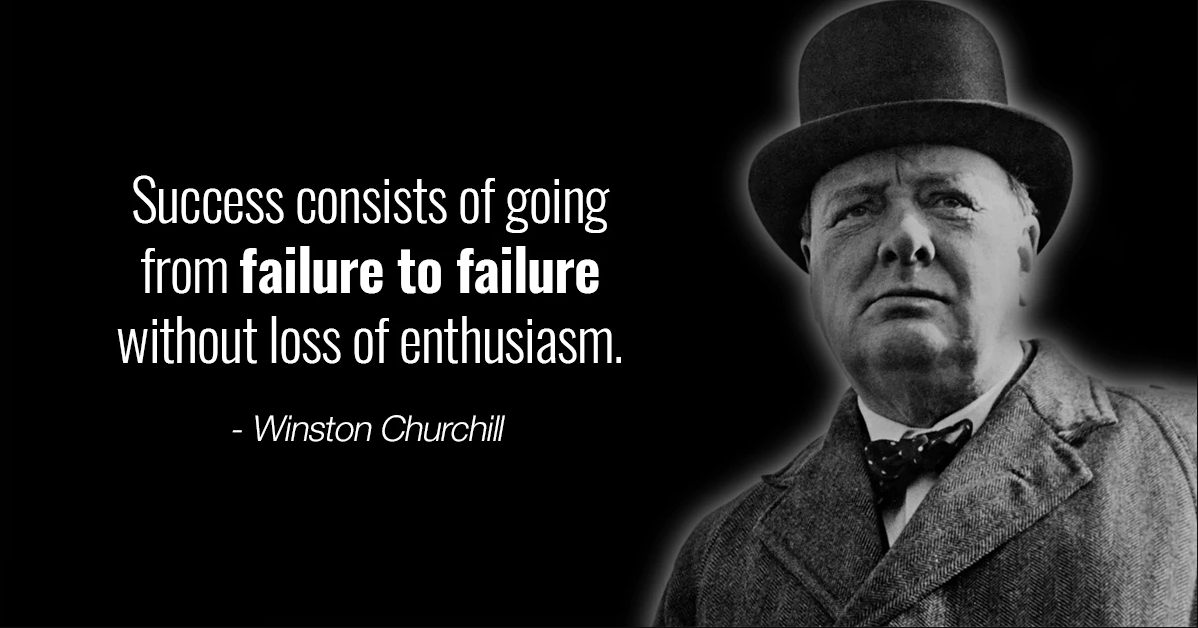 Success consists of going
from failure to failure
without loss of enthusiasm.
- Winston Churchill